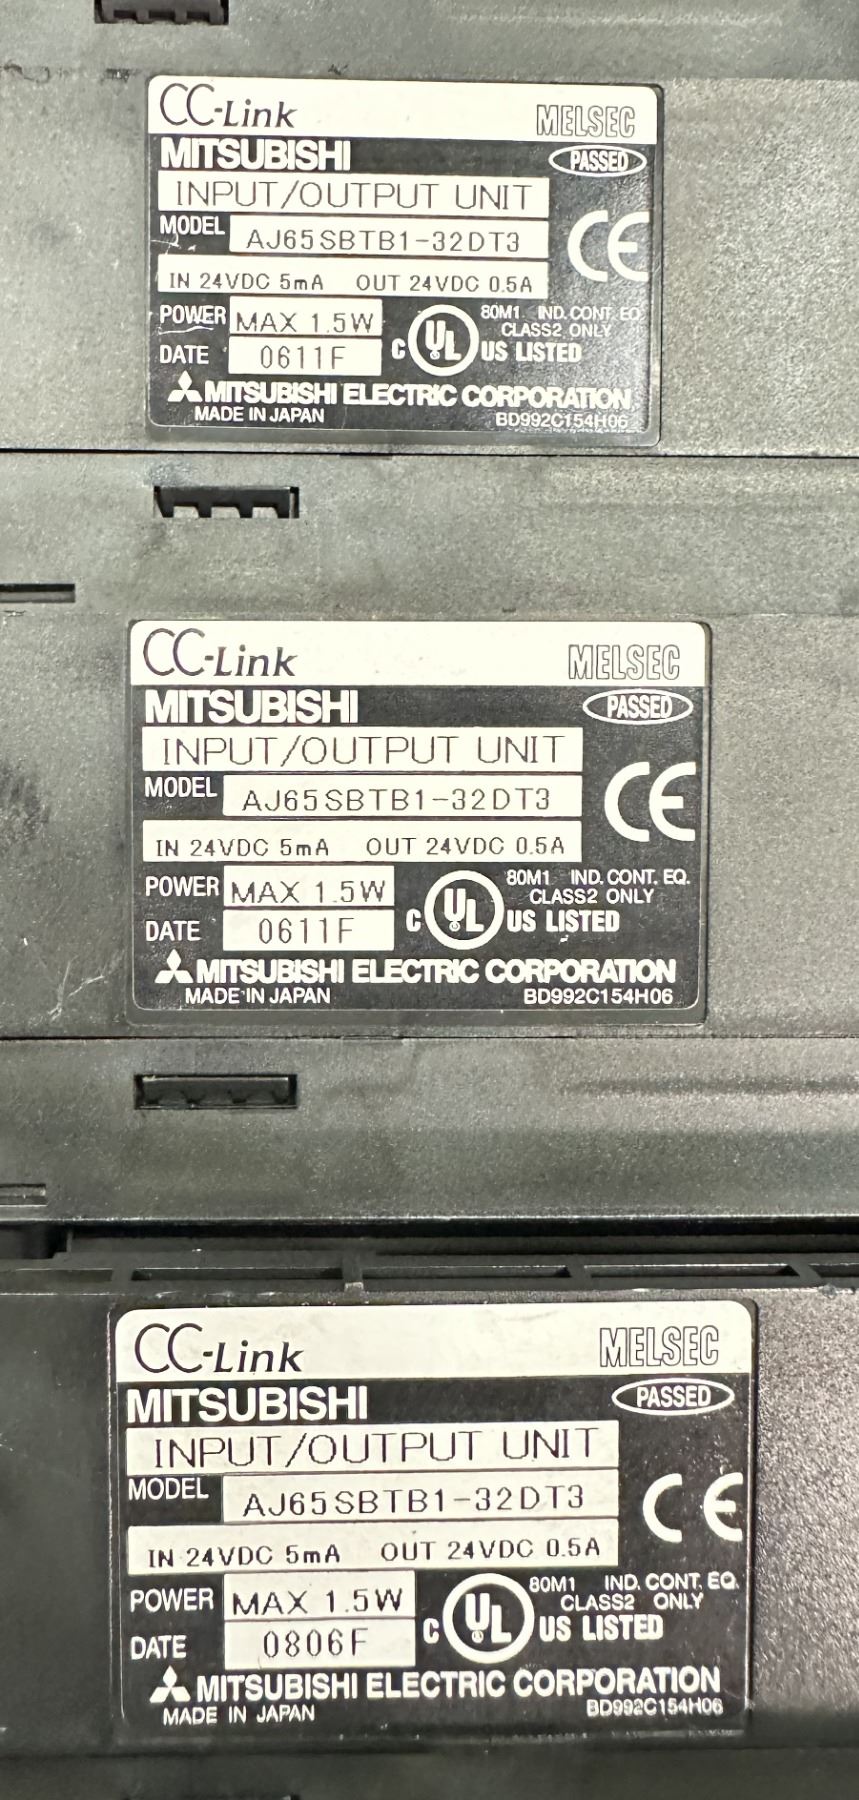 CC-Link MELSEC
MITSUBISHI PASSED
INPUT/OUTPUT UNIT
MODEL AJ65SBTB1-32DT3 CE
IN 24VDC 5mA OUT 24VDC 0.5A
POWER MAX 1.5W 80M1 IND. CONT. EQ.
CLASS2 ONLY
DATE 0611F C UL US LISTED
MITSUBISHI ELECTRIC CORPORATION
MADE IN JAPAN BD992C154H06
CC-Link MELSEC
MITSUBISHI PASSED
INPUT/OUTPUT UNIT
MODEL AJ65SBTB1-32DT3 CE
IN 24VDC 5mA OUT 24VDC 0.5A
POWER MAX 1.5W 80M1 IND. CONT. EQ.
CLASS2 ONLY
DATE 0611F C UL US LISTED
MITSUBISHI ELECTRIC CORPORATION
MADE IN JAPAN BD992C154H06
CC-Link MELSEC
MITSUBISHI PASSED
INPUT/OUTPUT UNIT
MODEL AJ65SBTB1-32DT3 CE
IN 24VDC 5mA OUT 24VDC 0.5A
POWER MAX 1.5W 80M1 IND. CONT. EQ.
CLASS2 ONLY
DATE 0806F C UL US LISTED
MITSUBISHI ELECTRIC CORPORATION
MADE IN JAPAN BD992C154H06